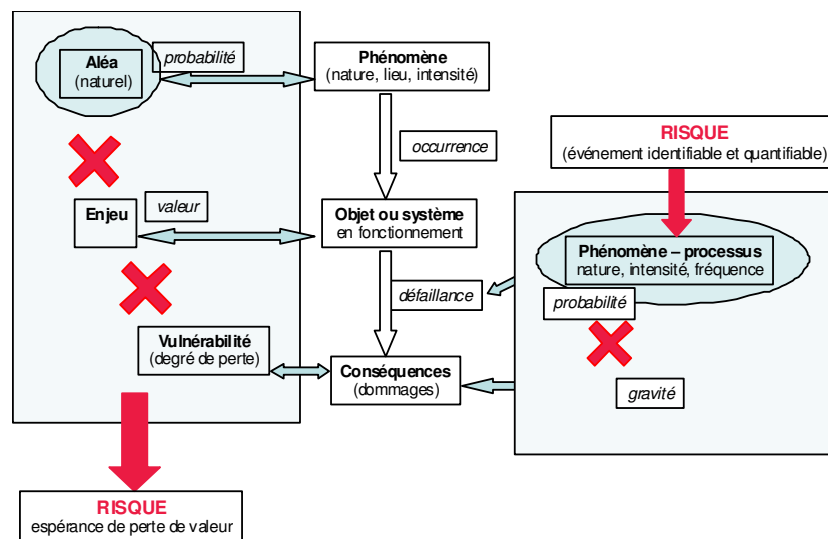 Aléa
(naturel)
probabilité
Phénomène
(nature, lieu, intensité)
occurrence
RISQUE
(événement identifiable et quantifiable)
Enjeu
valeur
Objet ou système
en fonctionnement
Phénomène – processus
nature, intensité, fréquence
défaillance
probabilité
Vulnérabilité
(degré de perte)
Conséquences
(dommages)
gravité
RISQUE
espérance de perte de valeur